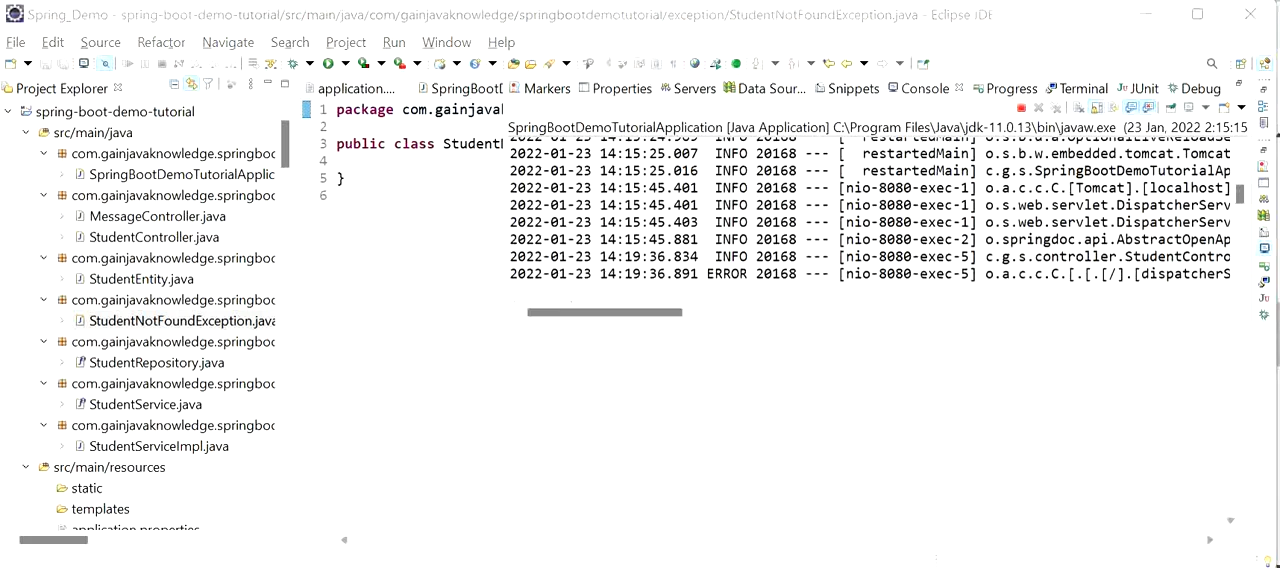 Spring_Demo - spring-boot-demo-tutorial/src/main/java/com/gainjavaknowledge/springbootdemotutorial/exception/StudentNotFoundException.java - Eclipse IDE
File Edit Source Refactor Navigate Search Project Run Window Help
Project Explorer
application....
SpringBootD
Markers
Properties
Servers
Data Sour...
Snippets
Console
Progress
Terminal
JUnit
Debug
spring-boot-demo-tutorial
src/main/java
com.gainjavaknowledge.springboo
SpringBootDemoTutorialApplic
com.gainjavaknowledge.springboo
MessageController.java
StudentController.java
com.gainjavaknowledge.springboo
StudentEntity.java
com.gainjavaknowledge.springboo
StudentNotFoundException.java
com.gainjavaknowledge.springboo
StudentRepository.java
com.gainjavaknowledge.springboo
StudentService.java
com.gainjavaknowledge.springboo
StudentServiceImpl.java
src/main/resources
static
templates
application.properties
1 package com.gainjaval
2
3 public class Student
4
5 }
6
SpringBootDemoTutorialApplication [Java Application] C:\Program Files\Java\jdk-11.0.13\bin\javaw.exe (23 Jan, 2022 2:15:15
2022-01-23 14:15:25.007 INFO 20168 --- [ restartedMain] o.s.b.w.embedded.tomcat.Tomcat
2022-01-23 14:15:25.016 INFO 20168 --- [ restartedMain] c.g.s.SpringBootDemoTutorialAp
2022-01-23 14:15:45.401 INFO 20168 --- [nio-8080-exec-1] o.a.c.c.C.[Tomcat].[localhost]
2022-01-23 14:15:45.401 INFO 20168 --- [nio-8080-exec-1] o.s.web.servlet.DispatcherServ
2022-01-23 14:15:45.403 INFO 20168 --- [nio-8080-exec-1] o.s.web.servlet.DispatcherServ
2022-01-23 14:15:45.881 INFO 20168 --- [nio-8080-exec-2] o.springdoc.api.AbstractOpenAp
2022-01-23 14:19:36.834 INFO 20168 --- [nio-8080-exec-5] c.g.s.controller.StudentContro
2022-01-23 14:19:36.891 ERROR 20168 --- [nio-8080-exec-5] o.a.c.c.C.[.[.[/].[dispatcherS